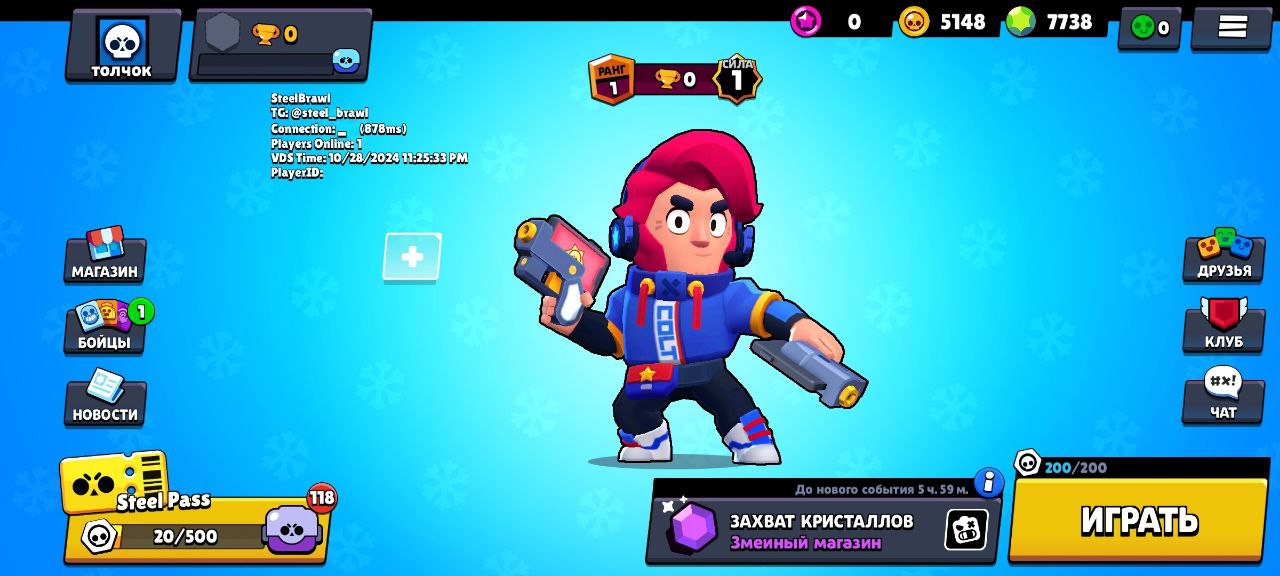 ТОЛЧОК
0
0
5148
7738
0
РАНГ
1
0
СИЛА
1
SteelBrawl
TG: @steel_brawl
Connection: _ (878ms)
Players Online: 1
VDS Time: 10/28/2024 11:25:33 PM
PlayerID:
МАГАЗИН
БОЙЦЫ
1
НОВОСТИ
COLT
ДРУЗЬЯ
КЛУБ
#x!
ЧАТ
Steel Pass
118
20/500
До нового события 5 ч. 59 м.
i
ЗАХВАТ КРИСТАЛЛОВ
Змеиный магазин
200/200
ИГРАТЬ